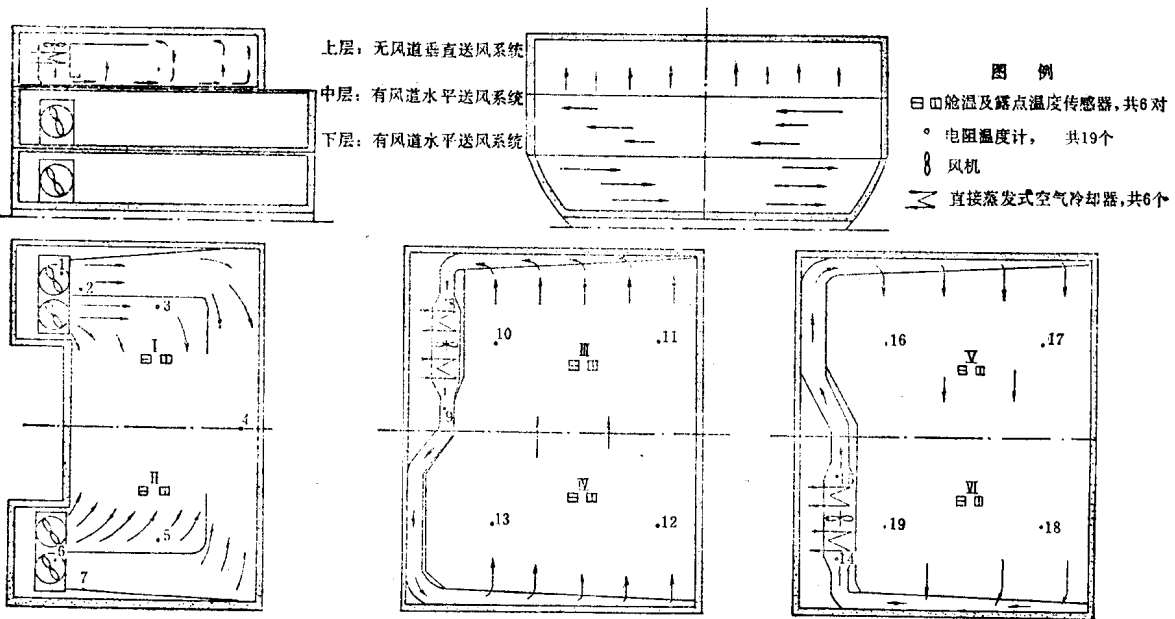 上层：无风道垂直送风系统
中层：有风道水平送风系统
下层：有风道水平送风系统
图 例
舱温及露点温度传感器，共6对
电阻温度计， 共19个
风机
直接蒸发式空气冷却器，共6个
1
2
3
I
4
II
5
6
7
9
10
11
III
IV
13
12
16
17
V
VI
14
19
18